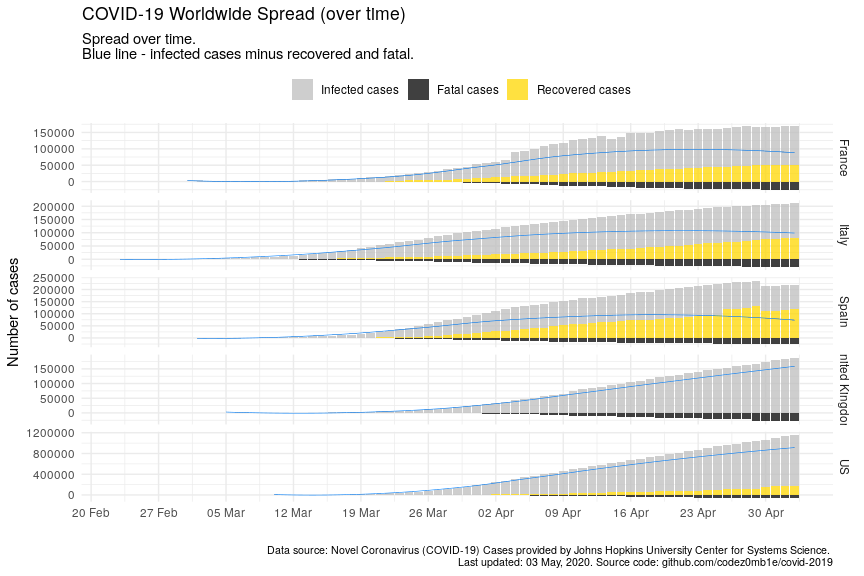 COVID-19 Worldwide Spread (over time)
Spread over time.
Blue line - infected cases minus recovered and fatal.
Infected cases Fatal cases Recovered cases
Number of cases
150000
100000
50000
0
France
200000
150000
100000
50000
0
Italy
250000
200000
150000
100000
50000
0
Spain
150000
100000
50000
0
nited Kingdom
1200000
800000
400000
0
US
20 Feb 27 Feb 05 Mar 12 Mar 19 Mar 26 Mar 02 Apr 09 Apr 16 Apr 23 Apr 30 Apr
Data source: Novel Coronavirus (COVID-19) Cases provided by Johns Hopkins University Center for Systems Science.
Last updated: 03 May, 2020. Source code: github.com/codez0mb1e/covid-2019